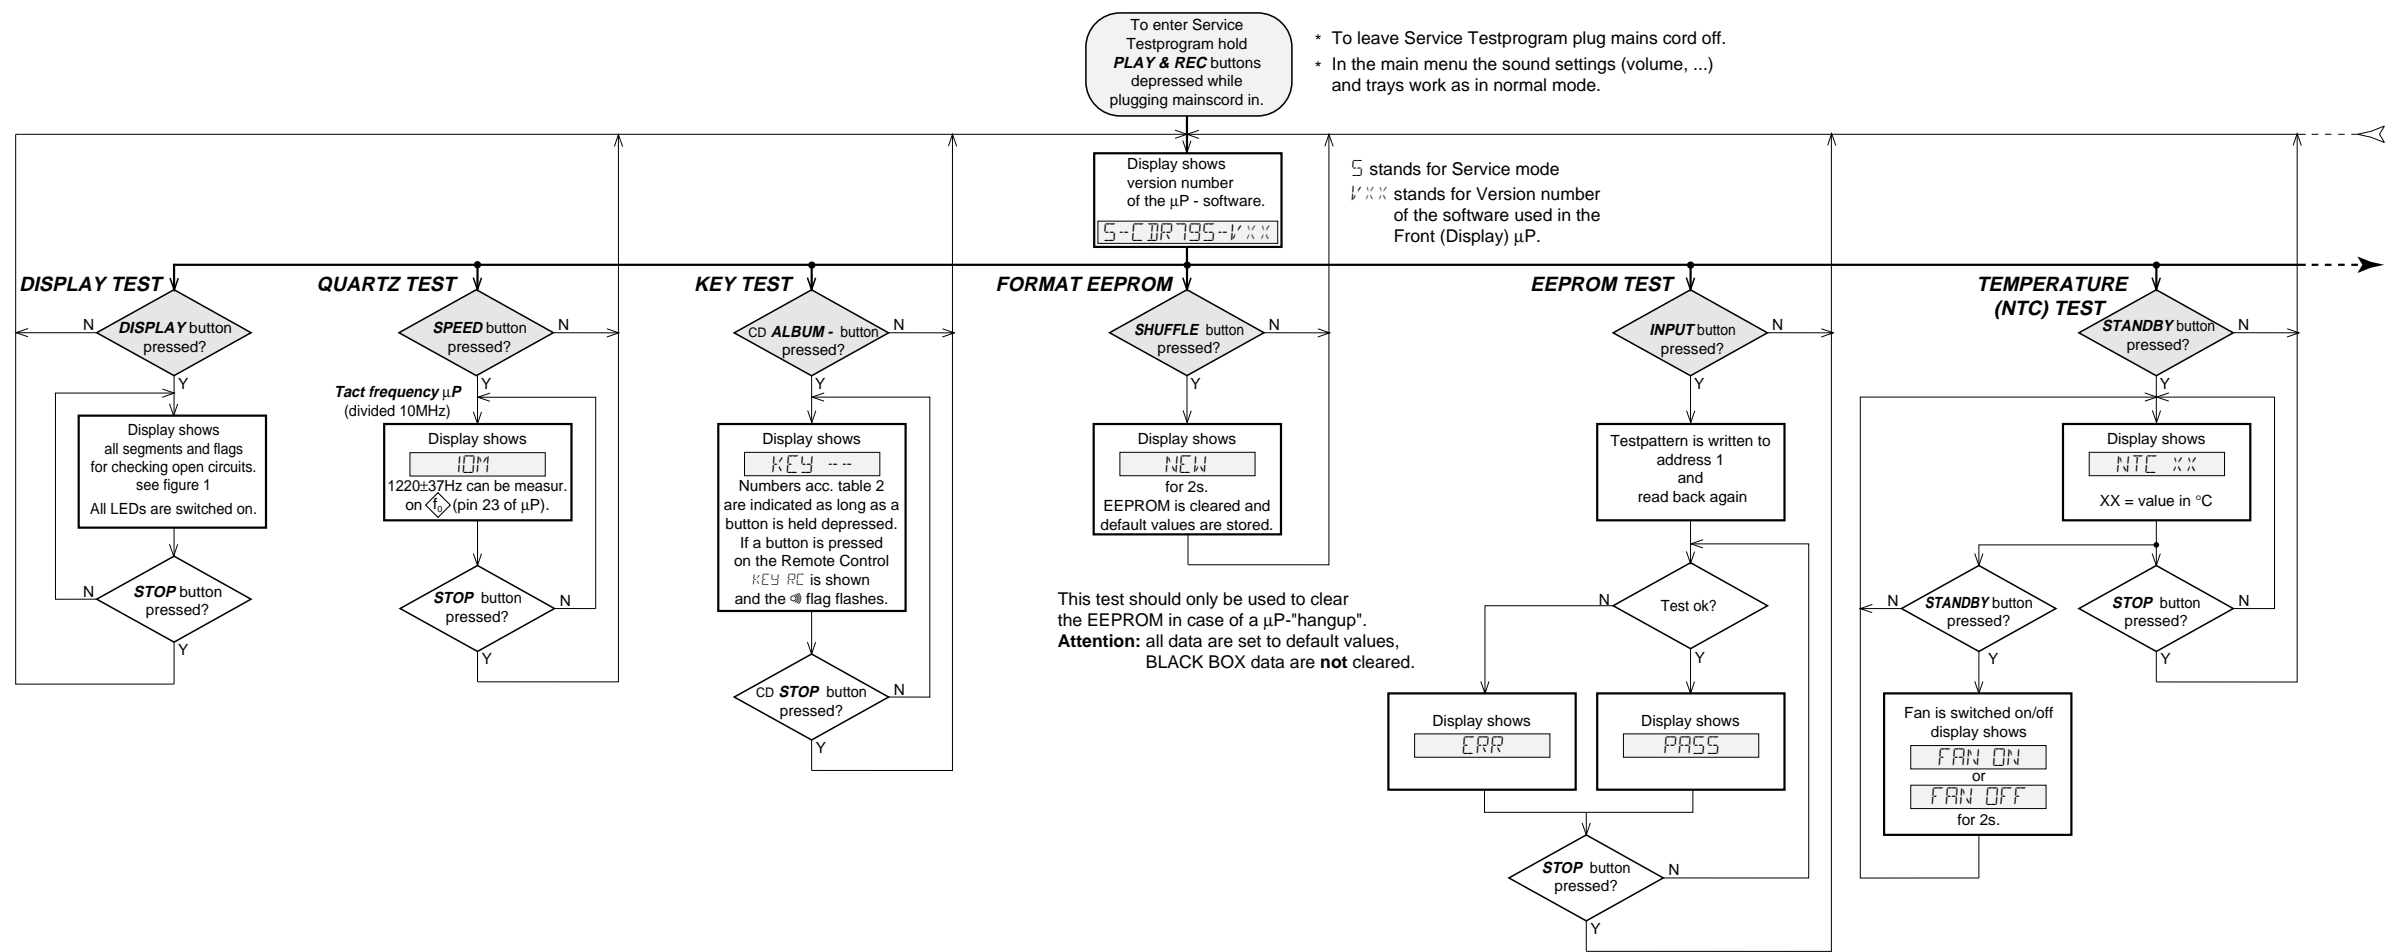 To enter Service
Testprogram hold
PLAY & REC buttons
depressed while
plugging mainscord in.
* To leave Service Testprogram plug mains cord off.
* In the main menu the sound settings (volume, ...)
and trays work as in normal mode.
Display shows
version number
of the µP - software.
S-CDR795-VXX
S stands for Service mode
VXX stands for Version number
of the software used in the
Front (Display) µP.
DISPLAY TEST
DISPLAY button
pressed?
N
Y
Display shows
all segments and flags
for checking open circuits.
see figure 1
All LEDs are switched on.
STOP button
pressed?
N
Y
QUARTZ TEST
SPEED button
pressed?
N
Y
Tact frequency µP
(divided 10MHz)
Display shows
10M
1220±37Hz can be measur.
on f0 (pin 23 of µP).
STOP button
pressed?
N
Y
KEY TEST
CD ALBUM - button
pressed?
N
Y
Display shows
KEY --
Numbers acc. table 2
are indicated as long as a
button is held depressed.
If a button is pressed
on the Remote Control
KEY RC is shown
and the flag flashes.
CD STOP button
pressed?
N
Y
FORMAT EEPROM
SHUFFLE button
pressed?
N
Y
Display shows
NEW
for 2s.
EEPROM is cleared and
default values are stored.
This test should only be used to clear
the EEPROM in case of a µP-"hangup".
Attention: all data are set to default values,
BLACK BOX data are not cleared.
EEPROM TEST
INPUT button
pressed?
N
Y
Testpattern is written to
address 1
and
read back again
Test ok?
N
Y
Display shows
ERR
Display shows
PASS
STOP button
pressed?
N
Y
TEMPERATURE
(NTC) TEST
STANDBY button
pressed?
N
Y
Display shows
NTC XX
XX = value in °C
STANDBY button
pressed?
N
Y
STOP button
pressed?
N
Y
Fan is switched on/off
display shows
FAN ON
or
FAN OFF
for 2s.